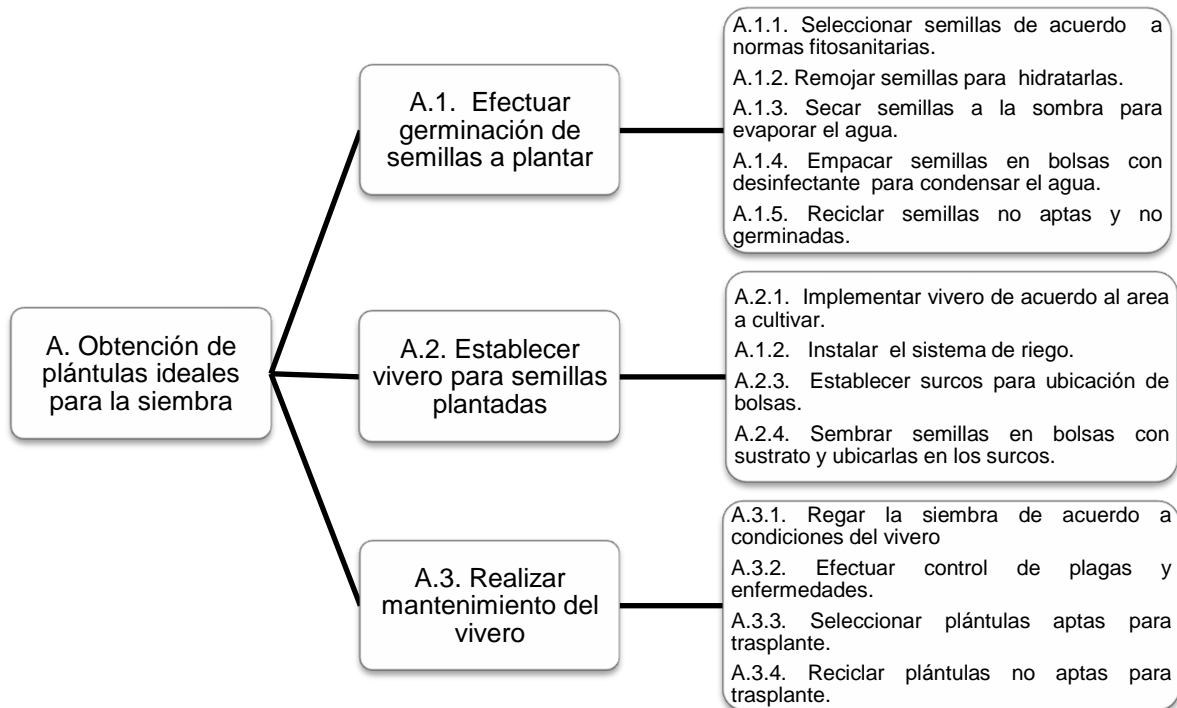 A. Obtención de
plántulas ideales
para la siembra
A.1. Efectuar
germinación de
semillas a plantar
A.1.1. Seleccionar semillas de acuerdo a
normas fitosanitarias.
A.1.2. Remojar semillas para hidratarlas.
A.1.3. Secar semillas a la sombra para
evaporar el agua.
A.1.4. Empacar semillas en bolsas con
desinfectante para condensar el agua.
A.1.5. Reciclar semillas no aptas y no
germinadas.
A.2. Establecer
vivero para semillas
plantadas
A.2.1. Implementar vivero de acuerdo al area
a cultivar.
A.1.2. Instalar el sistema de riego.
A.2.3. Establecer surcos para ubicación de
bolsas.
A.2.4. Sembrar semillas en bolsas con
sustrato y ubicarlas en los surcos.
A.3. Realizar
mantenimiento del
vivero
A.3.1. Regar la siembra de acuerdo a
condiciones del vivero
A.3.2. Efectuar control de plagas y
enfermedades.
A.3.3. Seleccionar plántulas aptas para
trasplante.
A.3.4. Reciclar plántulas no aptas para
trasplante.